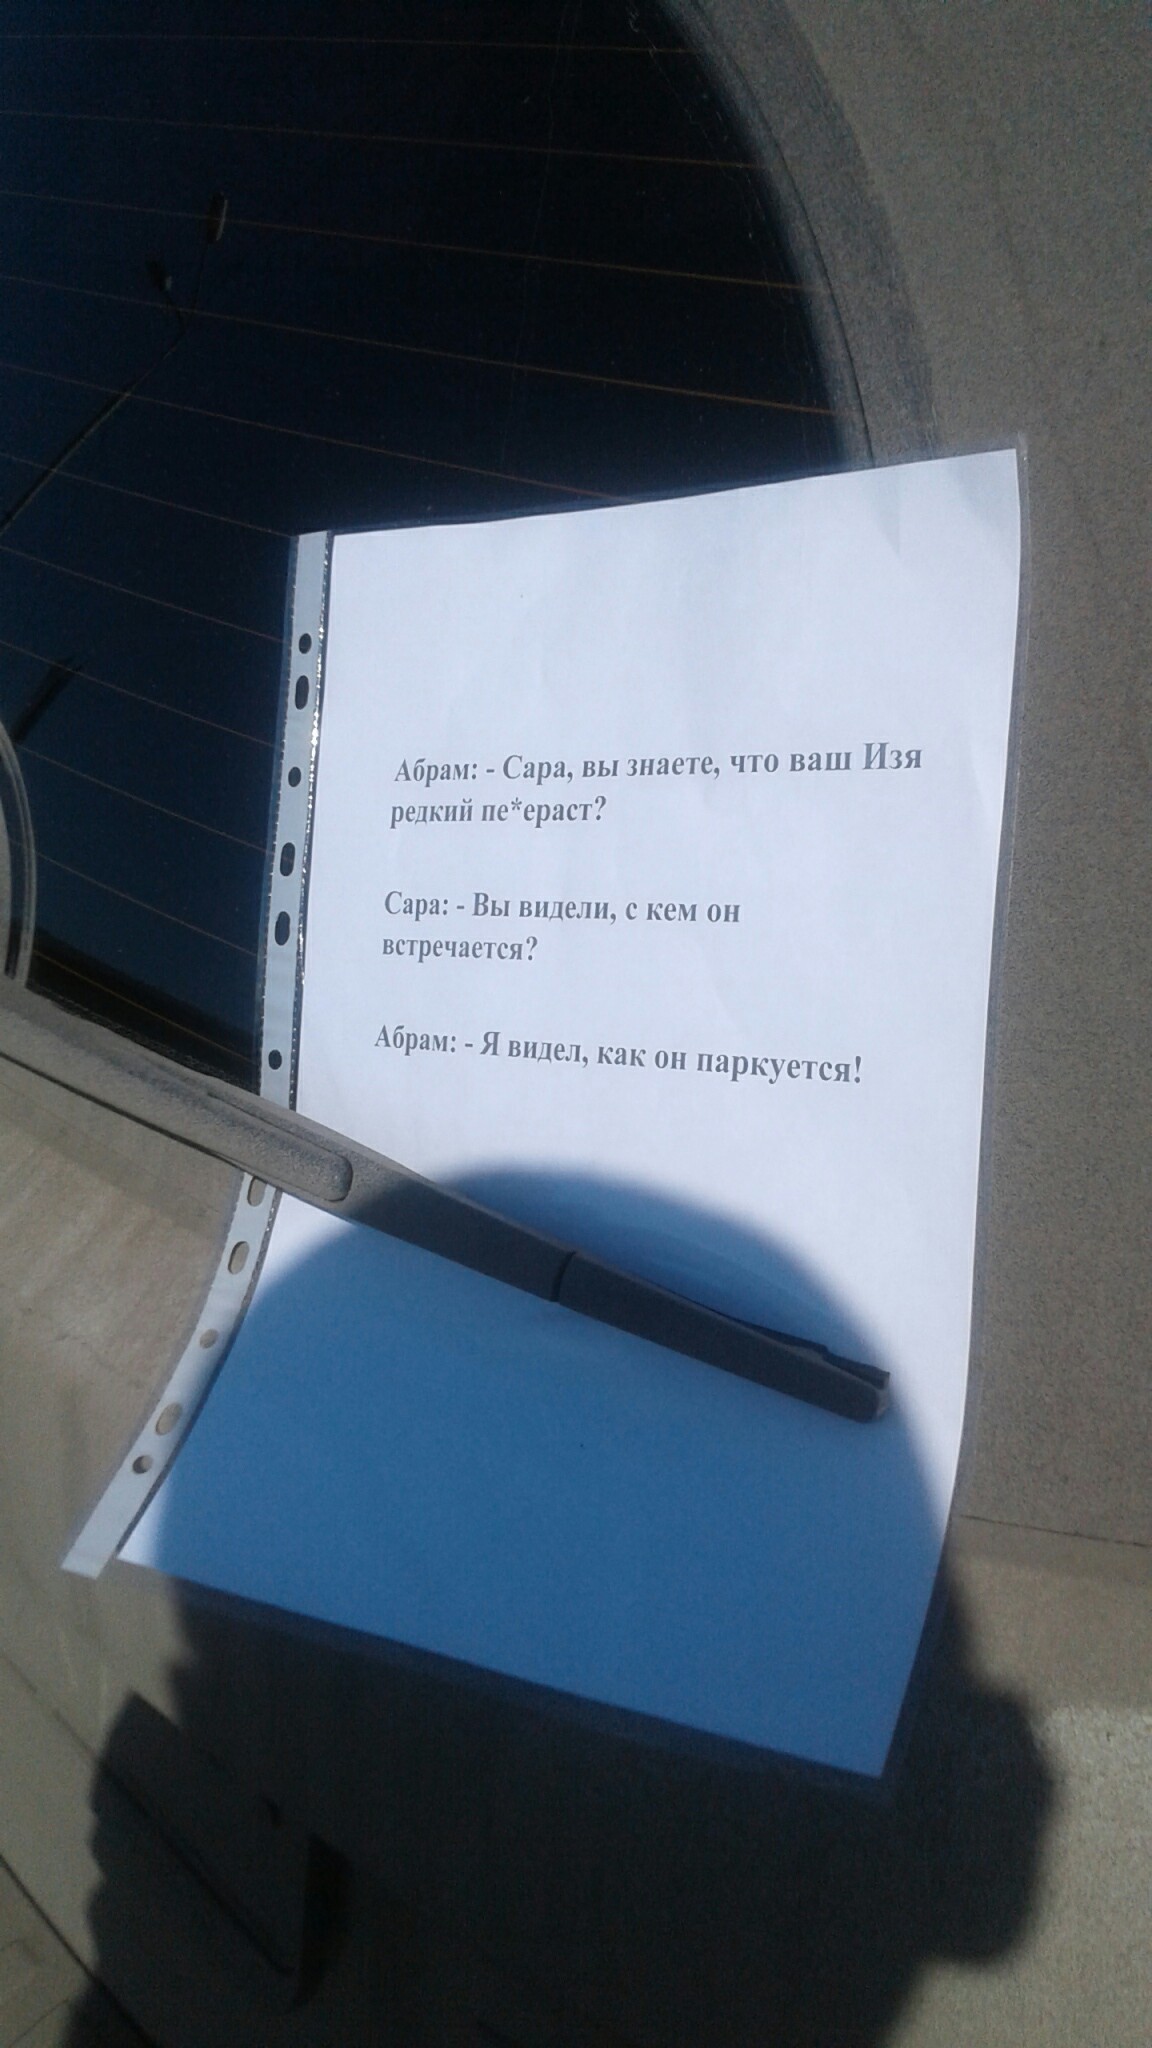 Абрам: - Сара, вы знаете, что ваш Изя
редкий пе*ераст?
Сара: - Вы видели, с кем он
встречается?
Абрам: - Я видел, как он паркуется!